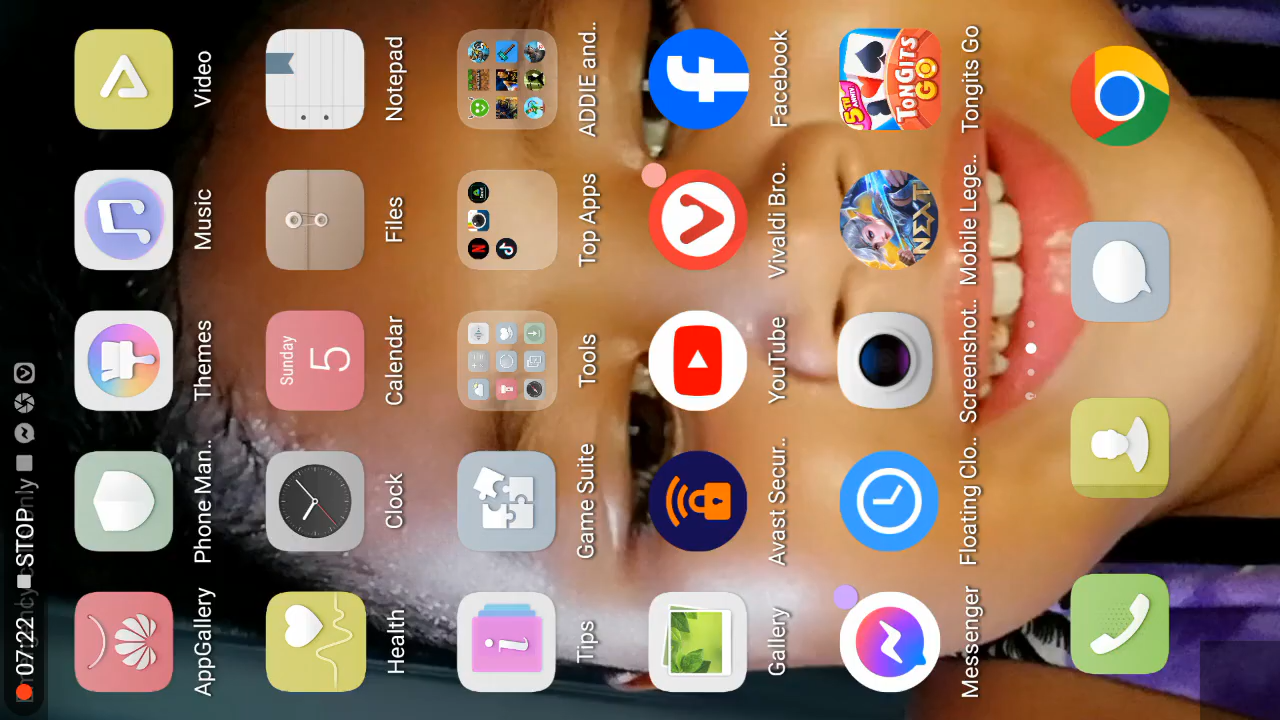 07:22 STOP
AppGallery
Phone Man..
Themes
Music
Video
Health
Clock
Sunday
5
Calendar
Files
Notepad
Tips
Game Suite
Tools
Top Apps
ADDIE and..
Gallery
Avast Secur..
YouTube
Vivaldi Bro..
Facebook
Messenger
Floating Clo..
Screenshot..
NEXT
Mobile Lege..
5TH
TONGITS
GO
Tongits Go